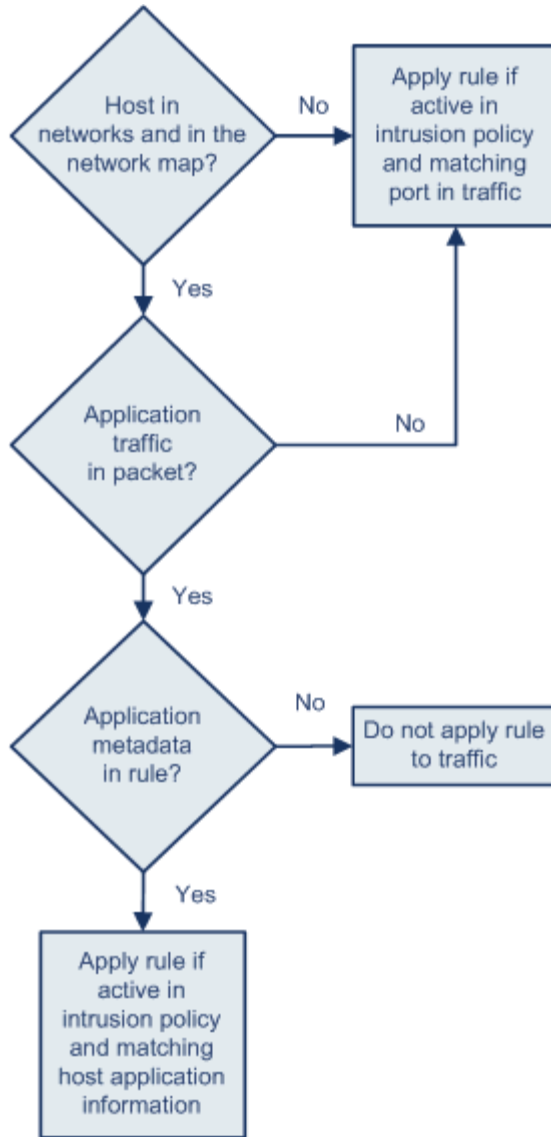 Host in
networks and in the
network map?
No
Apply rule if
active in
intrusion policy
and matching
port in traffic
Yes
Application
traffic
in packet?
No
Yes
Application
metadata
in rule?
No
Do not apply rule
to traffic
Yes
Apply rule if
active in
intrusion policy
and matching
host application
information